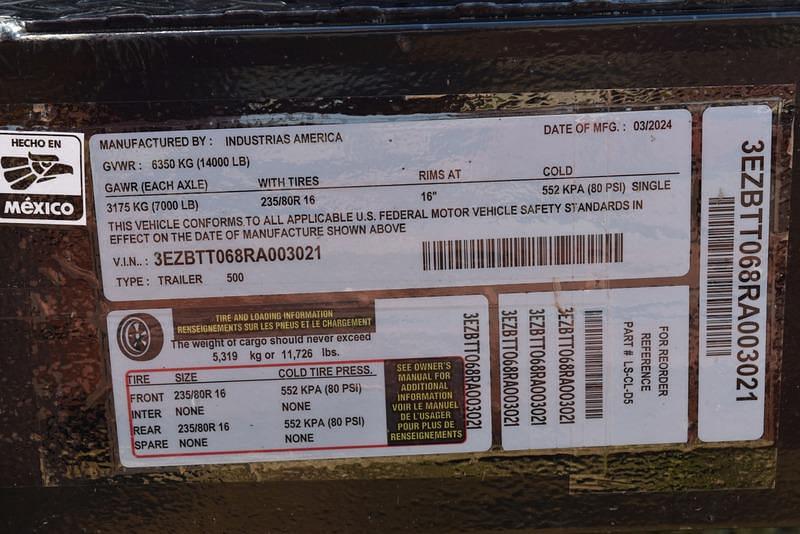 HECHO EN
MÉXICO
MANUFACTURED BY : INDUSTRIAS AMERICA DATE OF MFG. : 03/2024
GVWR : 6350 KG (14000 LB)
GAWR (EACH AXLE) WITH TIRES RIMS AT COLD
3175 KG (7000 LB) 235/80R 16 16" 552 KPA (80 PSI) SINGLE
THIS VEHICLE CONFORMS TO ALL APPLICABLE U.S. FEDERAL MOTOR VEHICLE SAFETY STANDARDS IN
EFFECT ON THE DATE OF MANUFACTURE SHOWN ABOVE
V.I.N.. : 3EZBTT068RA003021
TYPE : TRAILER 500
TIRE AND LOADING INFORMATION
RENSEIGNEMENTS SUR LES PNEUS ET LE CHARGEMENT
The weight of cargo should never exceed
5,319 kg or 11,726 lbs.
TIRE SIZE COLD TIRE PRESS.
FRONT 235/80R 16 552 KPA (80 PSI)
INTER NONE NONE
REAR 235/80R 16 552 KPA (80 PSI)
SPARE NONE NONE
SEE OWNER'S
MANUAL FOR
ADDITIONAL
INFORMATION
VOIR LE MANUEL
DE L'USAGER
POUR PLUS DE
RENSEIGNEMENTS
3EZBTT068RA003021
3EZBTT068RA003021
3EZBTT068RA003021
3EZBTT068RA003021
FOR REORDER
REFERENCE
PART # LS-CL-D5
3EZBTT068RA003021